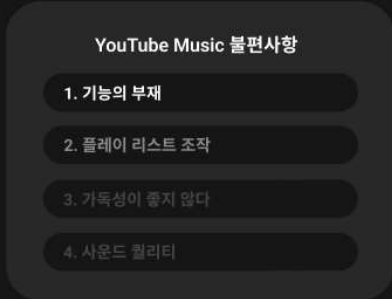 YouTube Music 불편사항
1. 기능의 부재
2. 플레이 리스트 조작
3. 가독성이 좋지 않다
4. 사운드 퀄리티